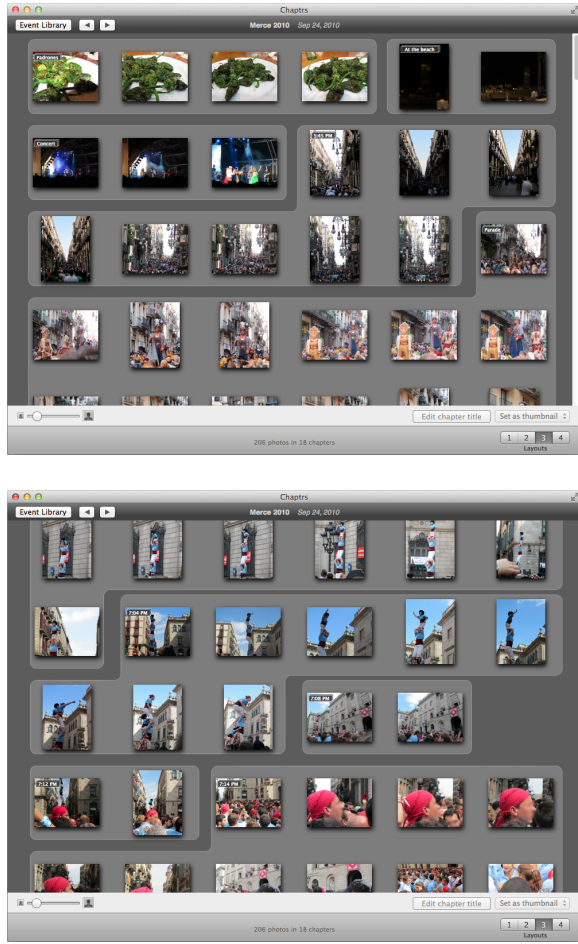 Chaptrs
Event Library
Merce 2010 Sep 24, 2010
Padrones
At the beach
Concert
5:45 PM
Parade
Edit chapter title
Set as thumbnail
206 photos in 18 chapters
1 2 3 4
Layouts
Chaptrs
Event Library
Merce 2010 Sep 24, 2010
7:04 PM
7:08 PM
7:12 PM
7:14 PM
Edit chapter title
Set as thumbnail
206 photos in 18 chapters
1 2 3 4
Layouts